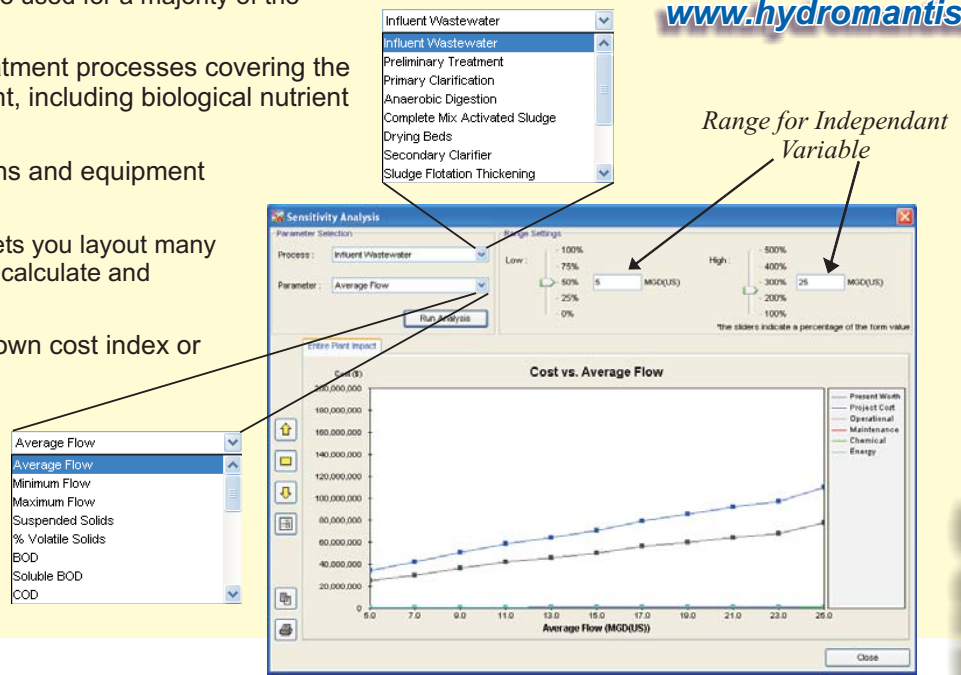 e used for a majority of the
www.hydromantis
atment processes covering the
nt, including biological nutrient
ns and equipment
ets you layout many
calculate and
own cost index or
Influent Wastewater
Influent Wastewater
Preliminary Treatment
Primary Clarification
Anaerobic Digestion
Complete Mix Activated Sludge
Drying Beds
Secondary Clarifier
Sludge Flotation Thickening
Range for Independant
Variable
Average Flow
Average Flow
Minimum Flow
Maximum Flow
Suspended Solids
% Volatile Solids
BOD
Soluble BOD
COD
Sensitivity Analysis
Parameter Selection
Process : Influent Wastewater
Parameter : Average Flow
Run Analysis
Range Settings
Low :
100%
75%
50%
25%
0%
5 MGD(US)
High :
500%
400%
300%
200%
100%
25 MGD(US)
*the sliders indicate a percentage of the form value
Entire Plant Impact
Cost vs. Average Flow
Cost ($)
200,000,000
180,000,000
160,000,000
140,000,000
120,000,000
100,000,000
80,000,000
60,000,000
40,000,000
20,000,000
0
5.0 7.0 9.0 11.0 13.0 15.0 17.0 19.0 21.0 23.0 25.0
Average Flow (MGD(US))
Present Worth
Project Cost
Operational
Maintenance
Chemical
Energy
Close